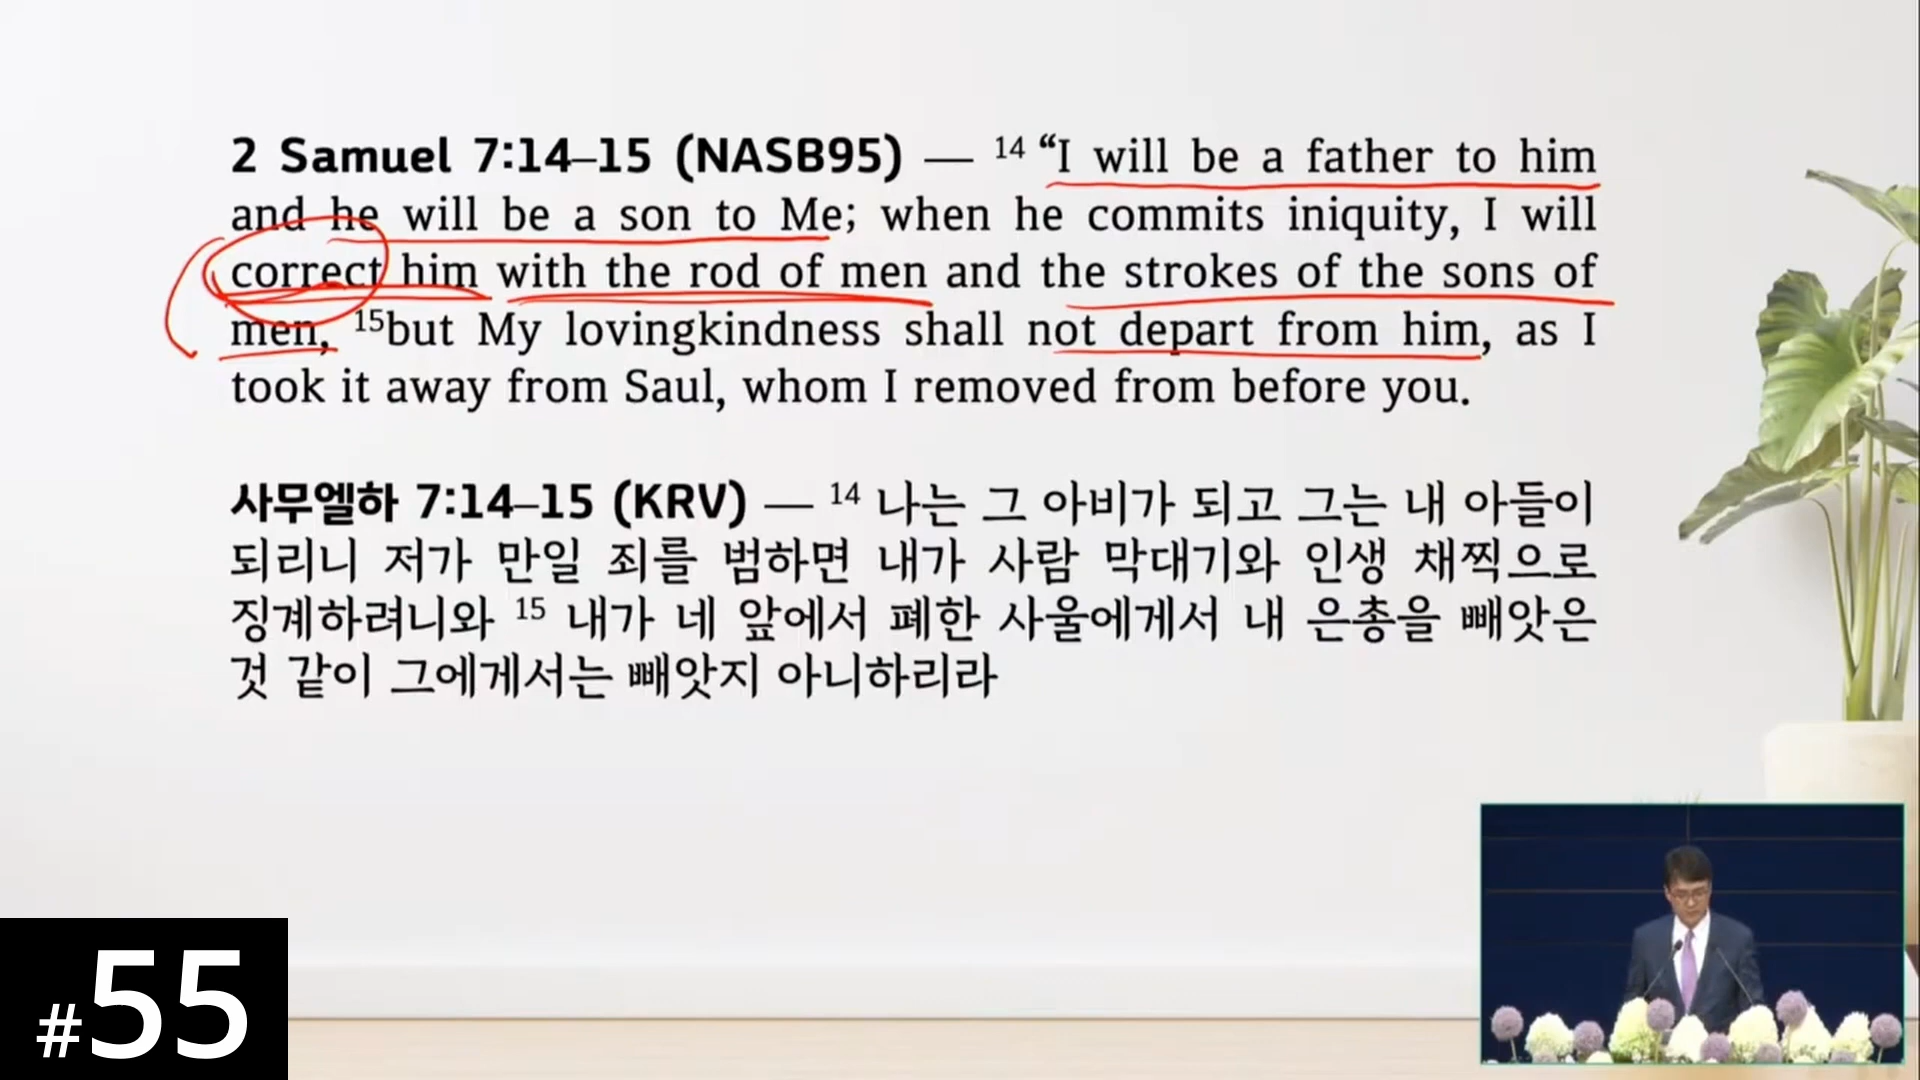 2 Samuel 7:14–15 (NASB95) — 14 “I will be a father to him
and he will be a son to Me; when he commits iniquity, I will
correct him with the rod of men and the strokes of the sons of
men, 15but My lovingkindness shall not depart from him, as I
took it away from Saul, whom I removed from before you.
사무엘하 7:14–15 (KRV) — 14 나는 그 아비가 되고 그는 내 아들이
되리니 저가 만일 죄를 범하면 내가 사람 막대기와 인생 채찍으로
징계하려니와 15 내가 네 앞에서 폐한 사울에게서 내 은총을 빼앗은
것 같이 그에게서는 빼앗지 아니하리라
#55